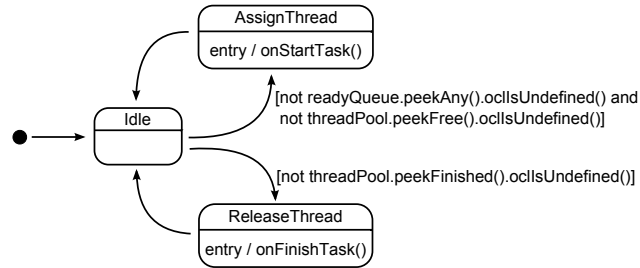 AssignThread
entry / onStartTask()
[not readyQueue.peekAny().oclIsUndefined() and
not threadPool.peekFree().oclIsUndefined()]
Idle
[not threadPool.peekFinished().oclIsUndefined()]
ReleaseThread
entry / onFinishTask()